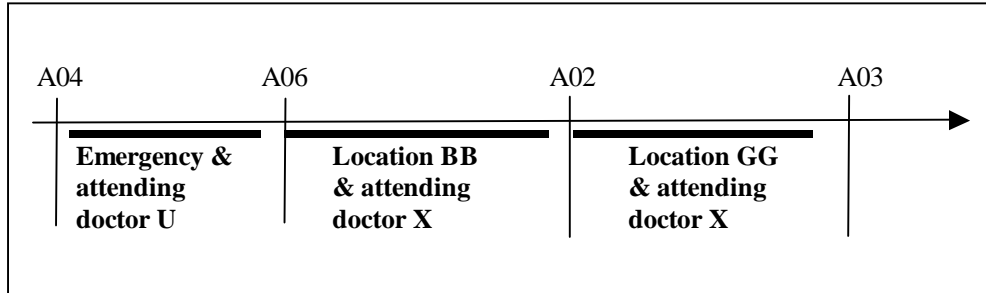 A04 A06 A02 A03
Emergency &
attending
doctor U
Location BB
& attending
doctor X
Location GG
& attending
doctor X